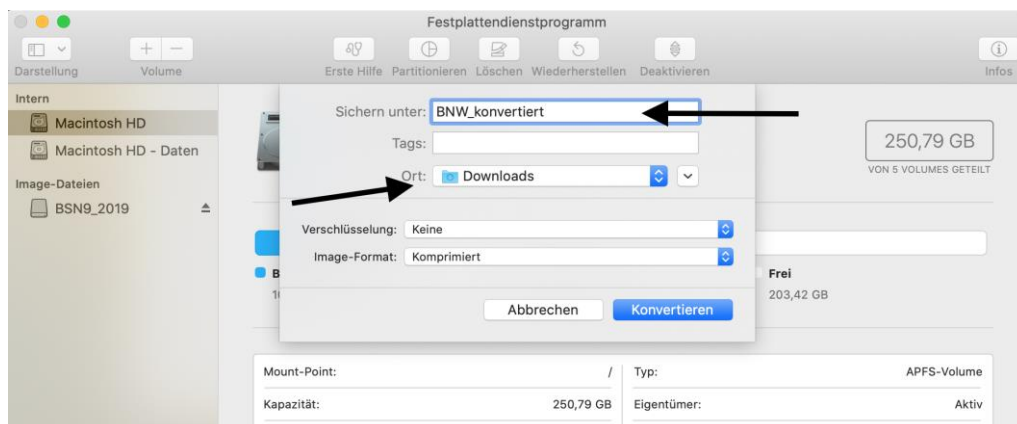 Festplattendienstprogramm
Darstellung Volume Erste Hilfe Partitionieren Löschen Wiederherstellen Deaktivieren Infos
Intern
Macintosh HD
Macintosh HD - Daten
Image-Dateien
BSN9_2019
Sichern unter: BNW_konvertiert
Tags:
Ort: Downloads
Verschlüsselung: Keine
Image-Format: Komprimiert
Abbrechen Konvertieren
250,79 GB
VON 5 VOLUMES GETEILT
B
Frei
203,42 GB
Mount-Point: / Typ: APFS-Volume
Kapazität: 250,79 GB Eigentümer: Aktiv